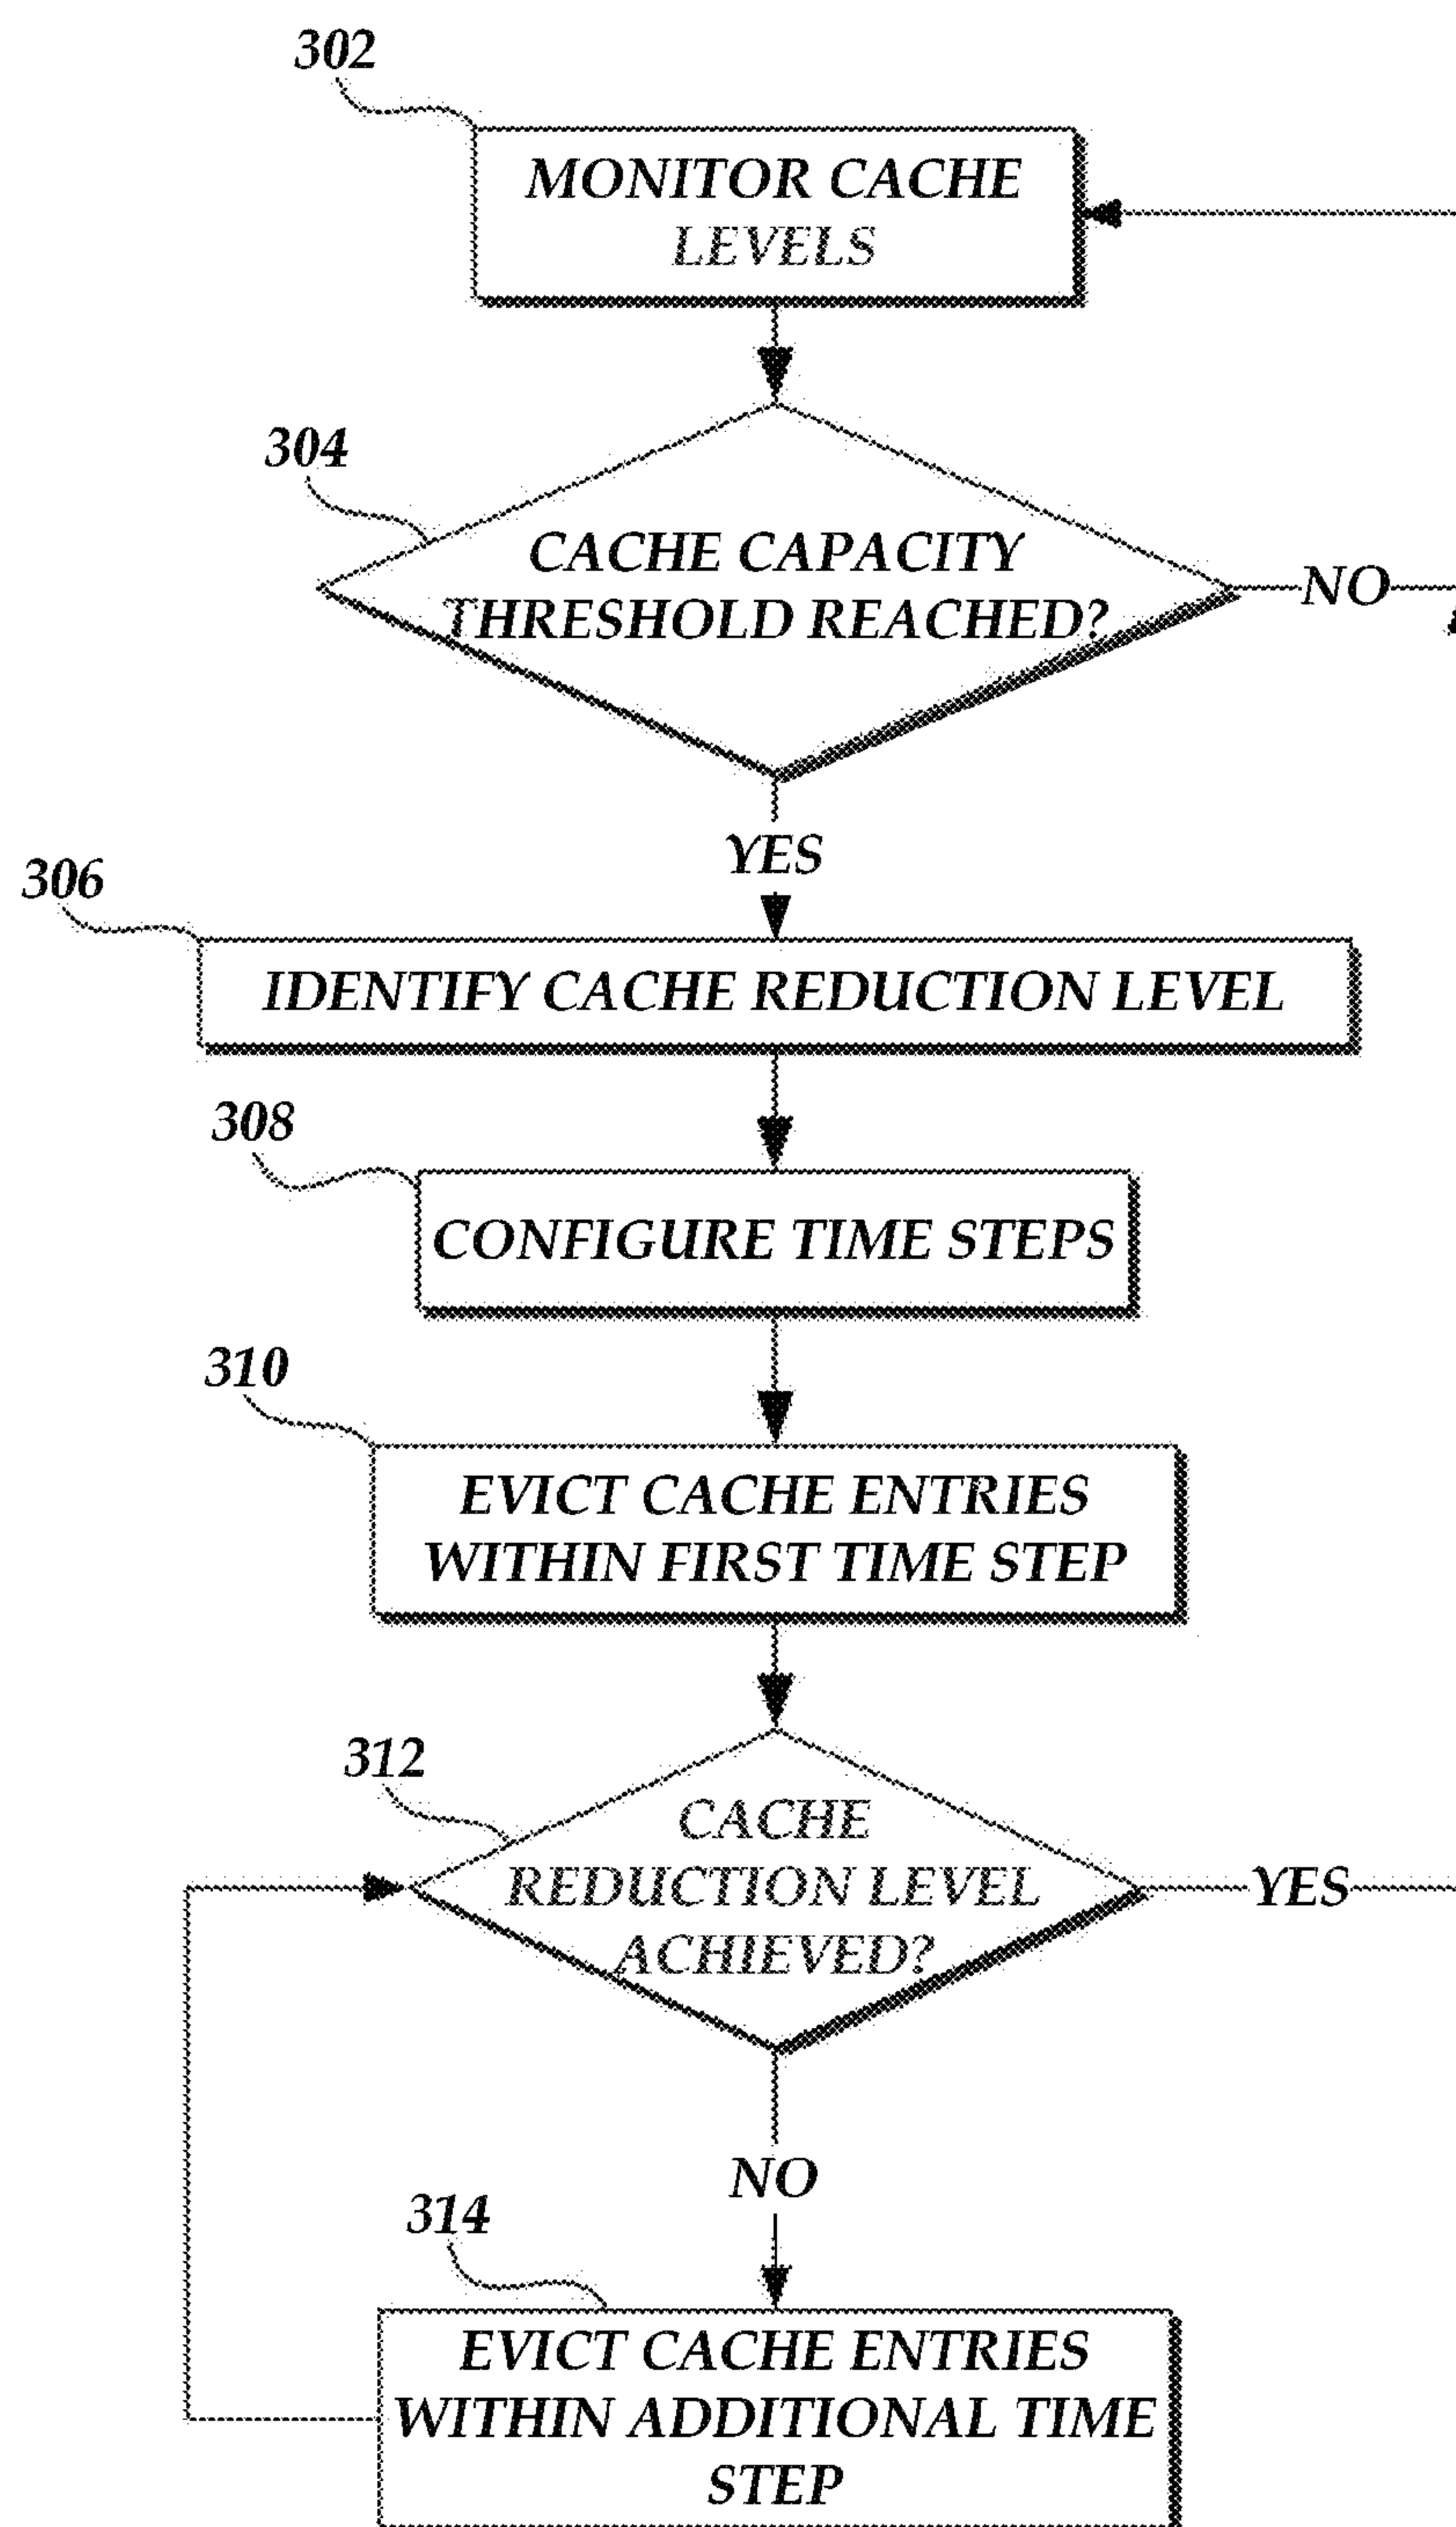 302
MONITOR CACHE
LEVELS
304
CACHE CAPACITY
THRESHOLD REACHED?
NO
YES
306
IDENTIFY CACHE REDUCTION LEVEL
308
CONFIGURE TIME STEPS
310
EVICT CACHE ENTRIES
WITHIN FIRST TIME STEP
312
CACHE
REDUCTION LEVEL
ACHIEVED?
YES
NO
314
EVICT CACHE ENTRIES
WITHIN ADDITIONAL TIME
STEP